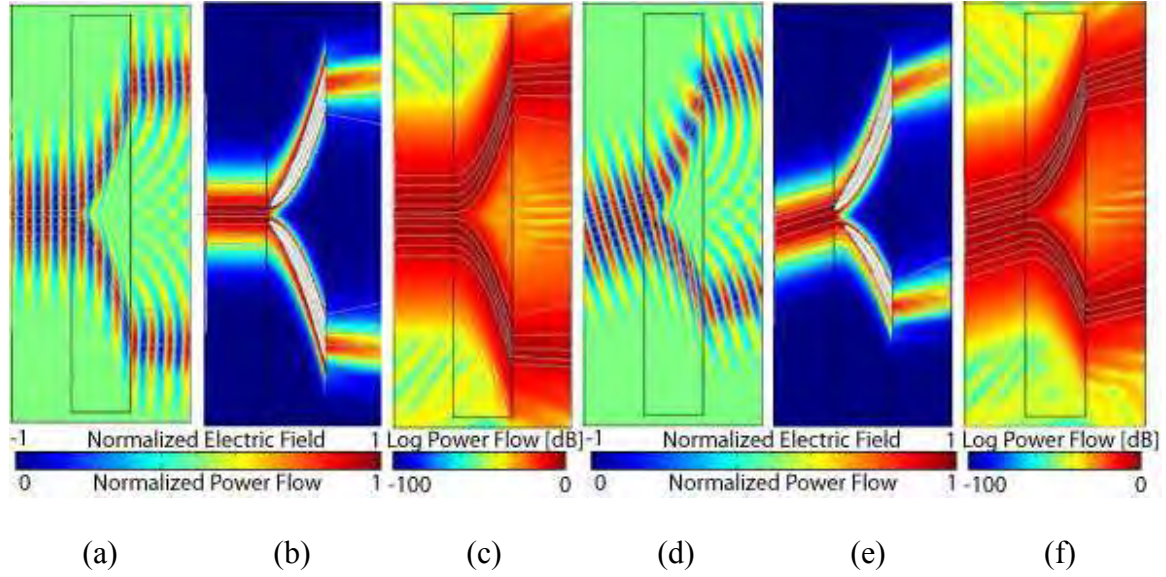 -1 Normalized Electric Field 1 Log Power Flow [dB] -1 Normalized Electric Field 1 Log Power Flow [dB]
0 Normalized Power Flow 1 -100 0 0 Normalized Power Flow 1 -100 0
(a) (b) (c) (d) (e) (f)